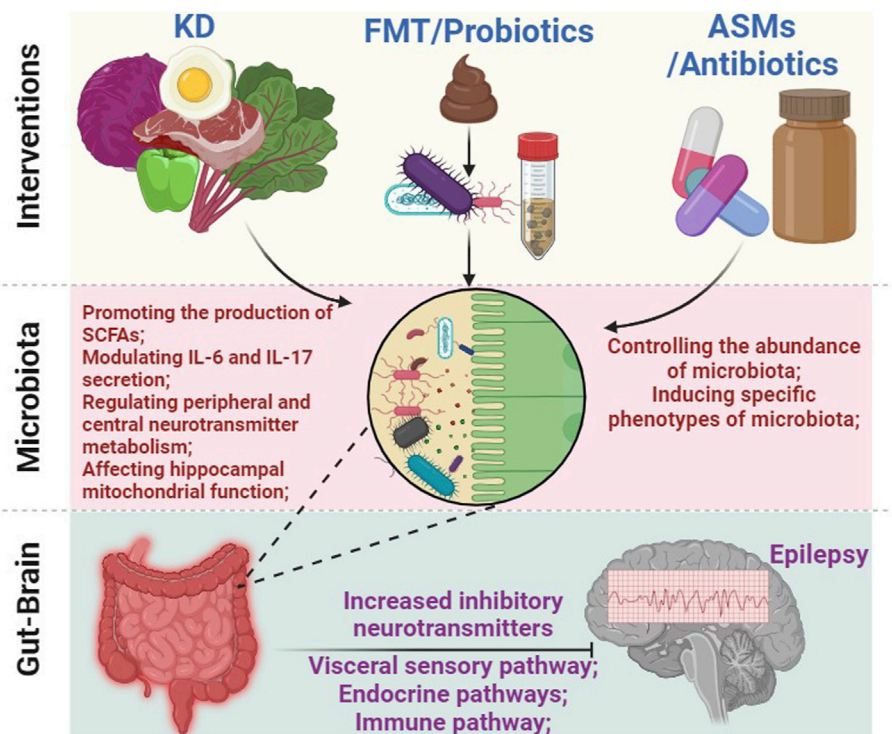 KD
FMT/Probiotics
ASMs
/Antibiotics
Interventions
Promoting the production of
SCFAs;
Modulating IL-6 and IL-17
secretion;
Regulating peripheral and
central neurotransmitter
metabolism;
Affecting hippocampal
mitochondrial function;
Controlling the abundance
of microbiota;
Inducing specific
phenotypes of microbiota;
Microbiota
Epilepsy
Increased inhibitory
neurotransmitters
Visceral sensory pathway;
Endocrine pathways;
Immune pathway;
Gut-Brain